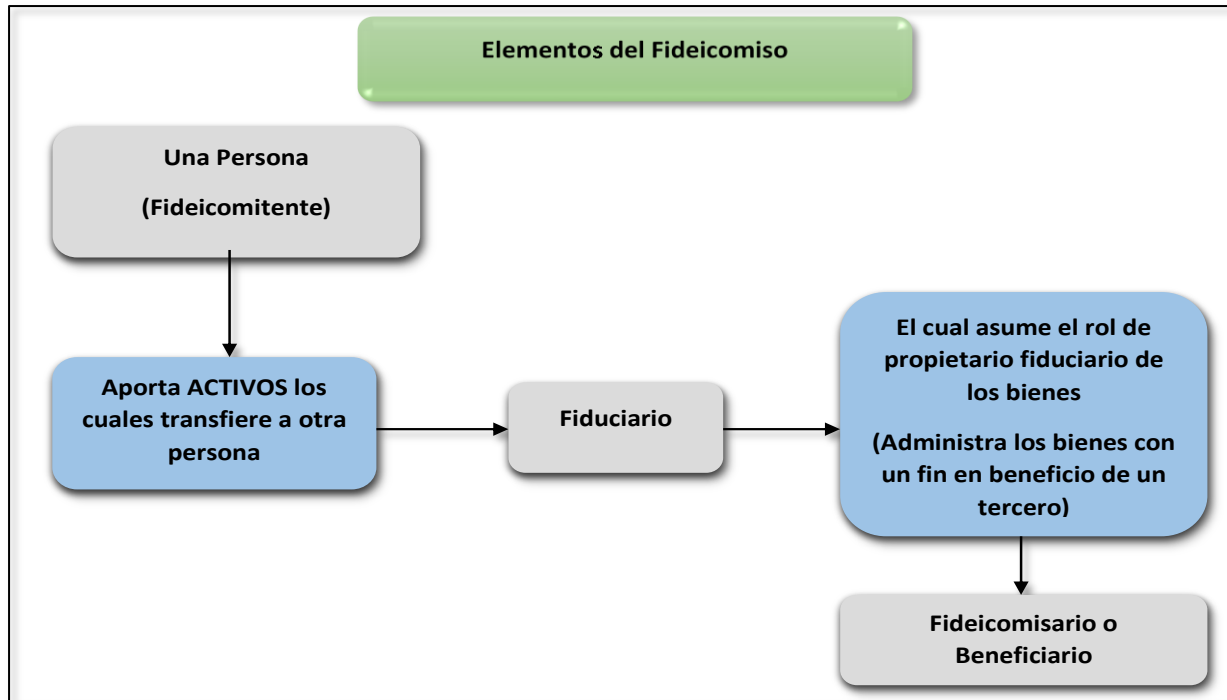 Elementos del Fideicomiso
Una Persona
(Fideicomitente)
Aporta ACTIVOS los
cuales transfiere a otra
persona
Fiduciario
El cual asume el rol de
propietario fiduciario de
los bienes
(Administra los bienes con
un fin en beneficio de un
tercero)
Fideicomisario o
Beneficiario